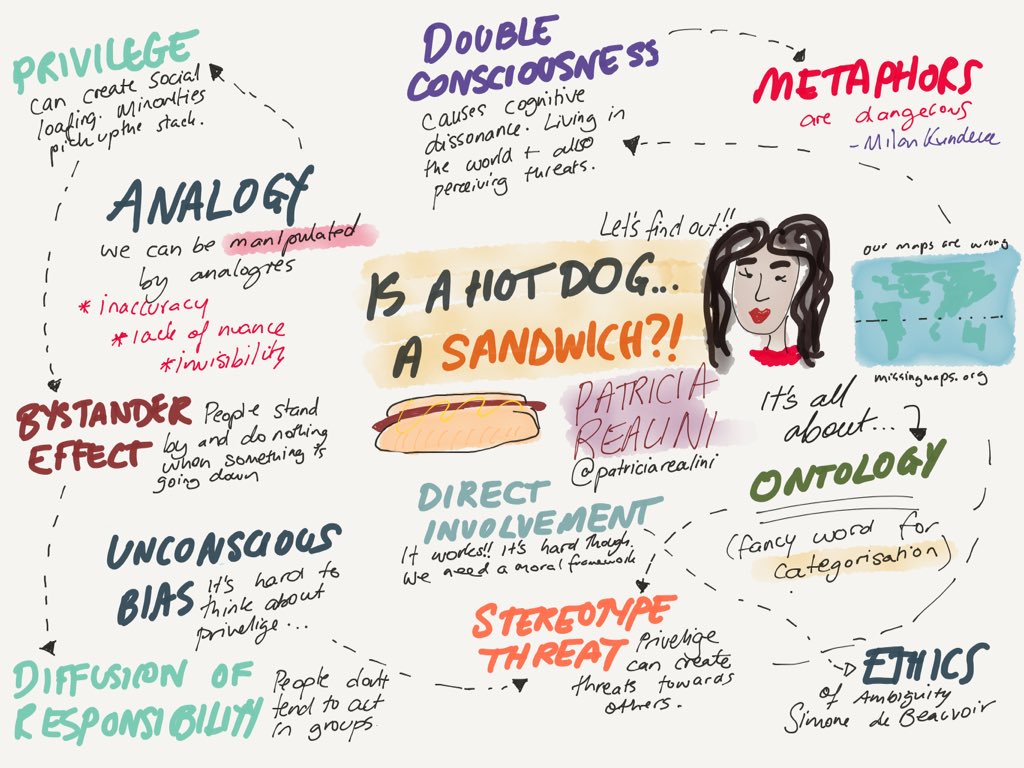 PRIVILEGE
can create social
loafing. Minorities
pick up the slack.
DOUBLE
CONSCIOUSNESS
causes cognitive
dissonance. Living in
the world + also
perceiving threats.
METAPHORS
are dangerous
- Milan Kundera
ANALOGY
we can be manipulated
by analogies
* inaccuracy
* lack of nuance
* invisibility
Let's find out!!
IS A HOT DOG...
A SANDWICH?!
PATRICIA
REALINI
@patriciarealini
our maps are wrong
missingmaps.org
It's all
about...
ONTOLOGY
(fancy word for
categorisation)
BYSTANDER
EFFECT
People stand
by and do nothing
when something is
going down
DIRECT
INVOLVEMENT
It works!! It's hard though.
We need a moral framework
UNCONSCIOUS
BIAS
It's hard to
think about
privelige...
STEREOTYPE
THREAT
Privelige
can create
threats towards
others.
DIFFUSION OF
RESPONSIBILITY
People don't
tend to act
in groups
ETHICS
of Ambiguity
Simone de Beauvoir